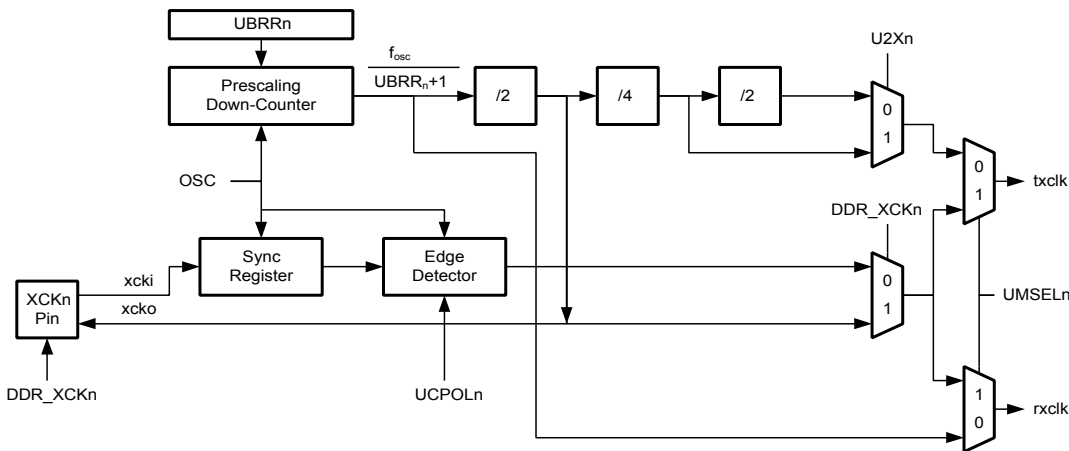 UBRRn
fosc
U2Xn
Prescaling
Down-Counter
UBRRn+1
/2
/4
/2
0
1
OSC
0
1
txclk
DDR_XCKn
Sync
Register
Edge
Detector
xcki
0
1
XCKn
Pin
xcko
UMSELn
DDR_XCKn
UCPOLn
1
0
rxclk